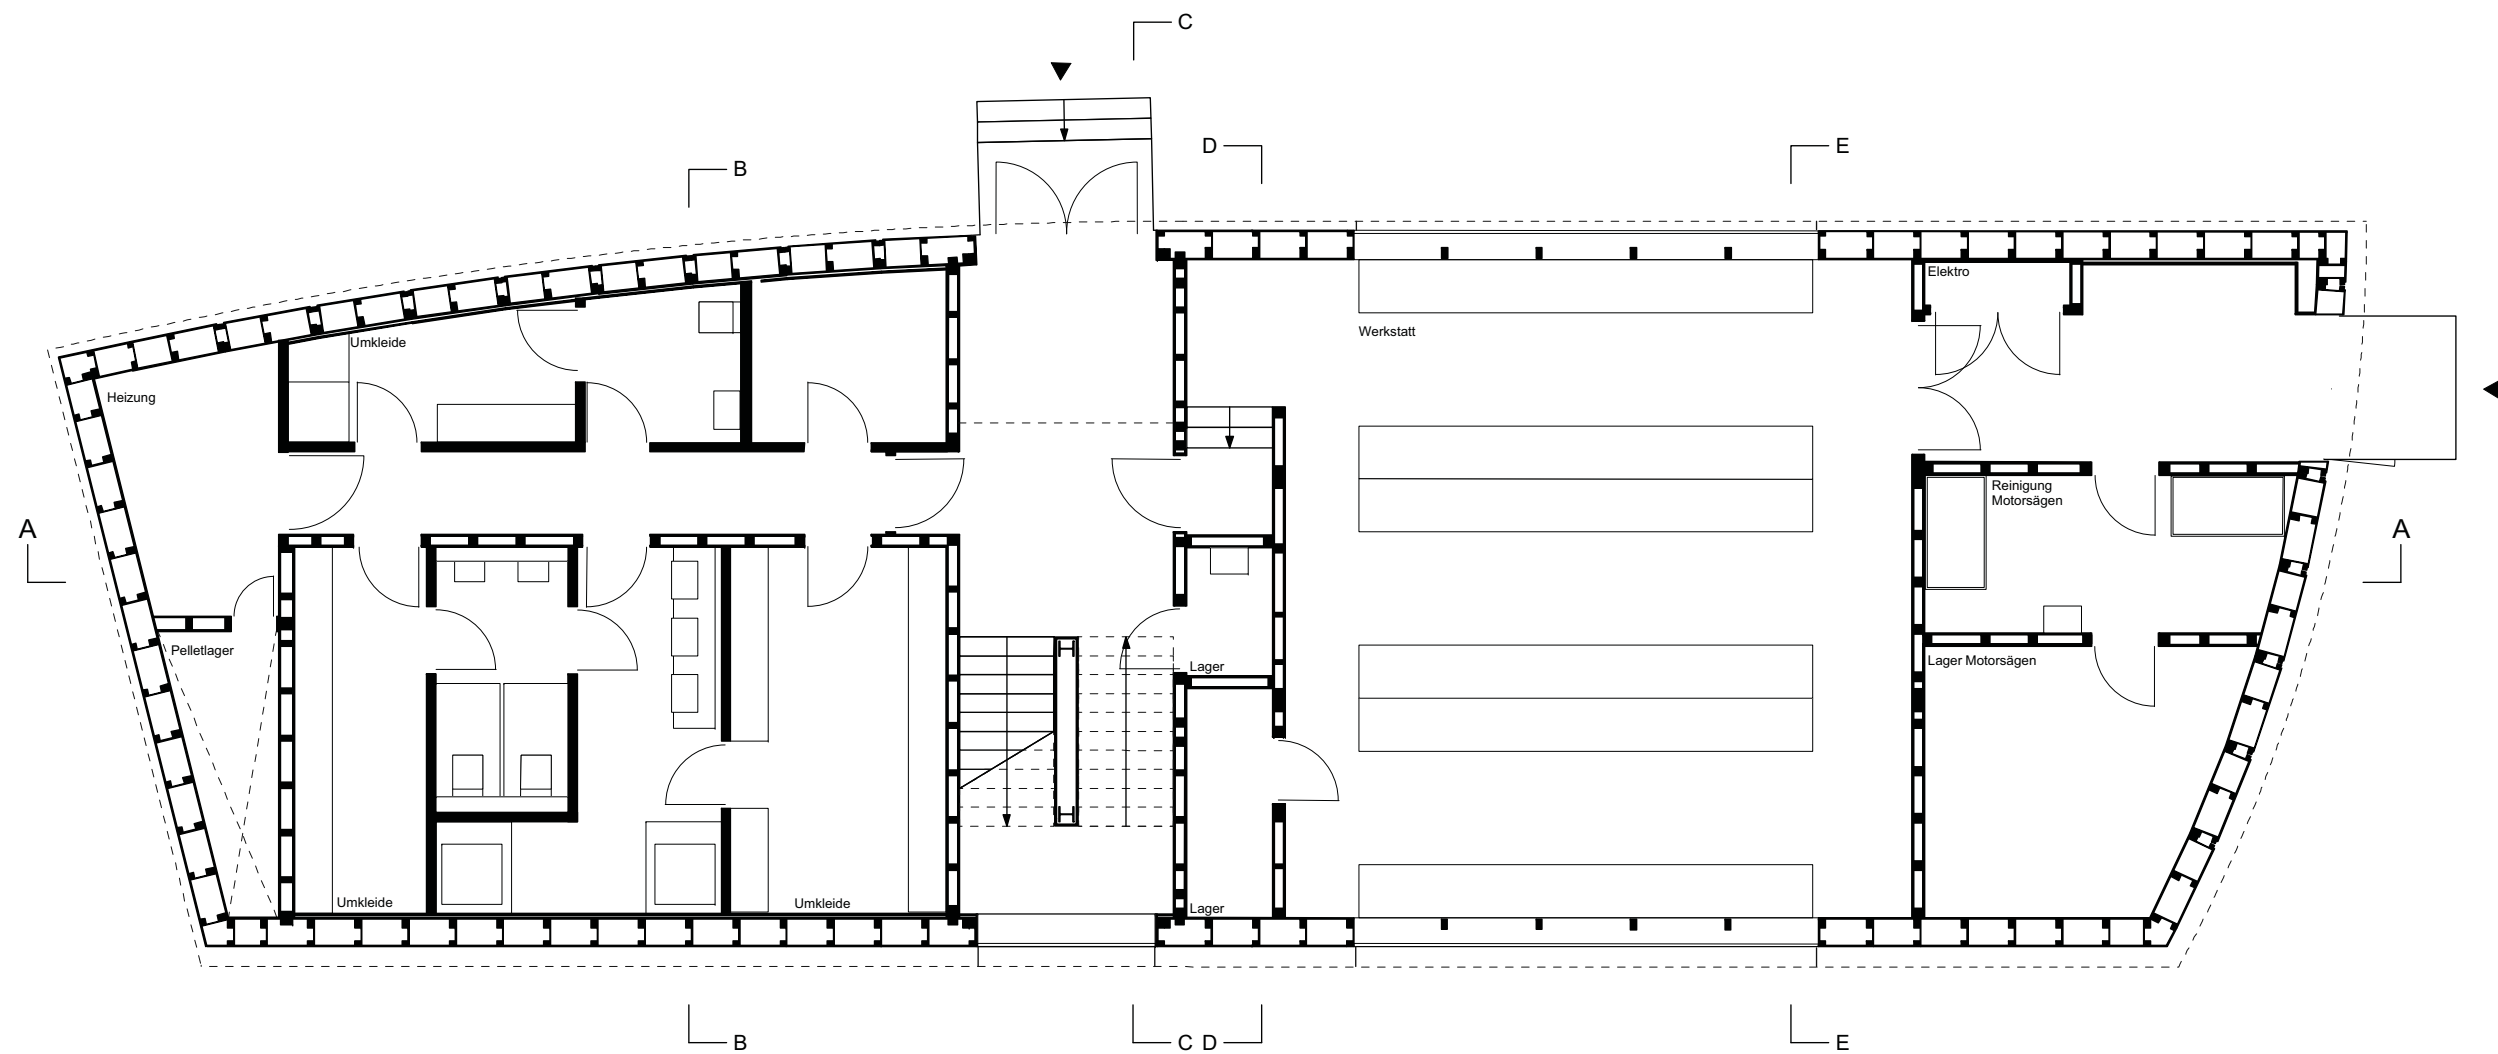 C
D
E
B
Elektro
Werkstatt
Umkleide
Heizung
Reinigung
Motorsägen
A
A
Pelletlager
Lager
Lager Motorsägen
Umkleide
Umkleide
Lager
B
C
D
E